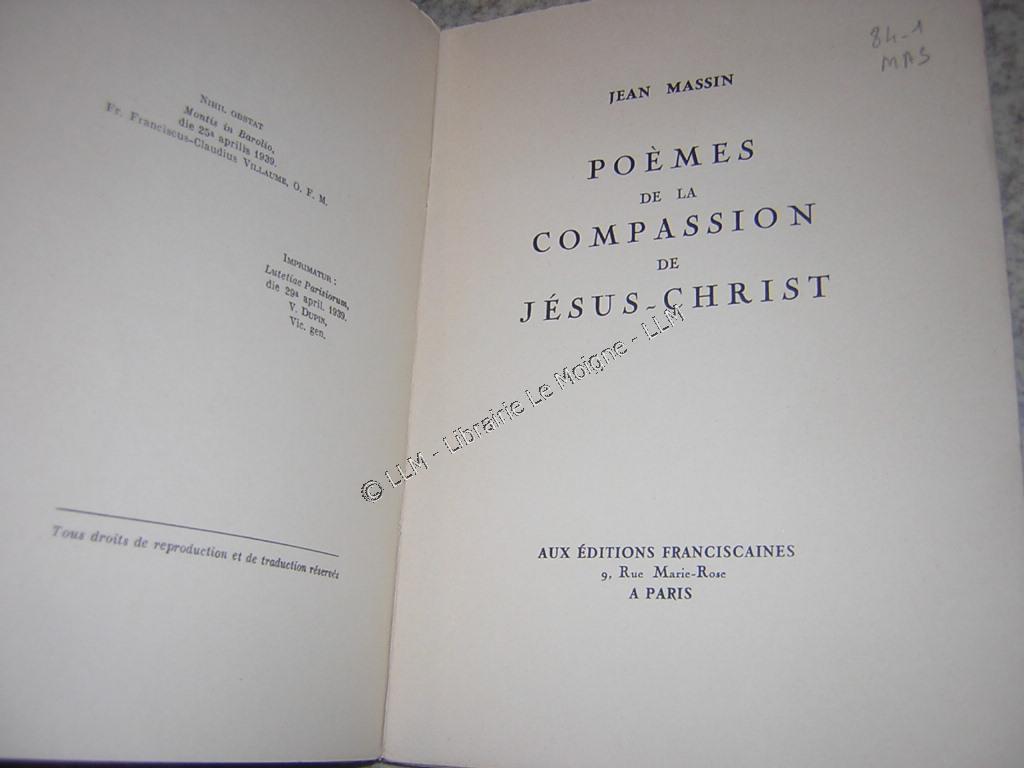 NIHIL OBSTAT
Montis in Barolio,
die 25ª aprilis 1939.
Fr. Franciscus-Claudius VILLAUME, O. F. M.
IMPRIMATUR :
Lutetiae Parisiorum,
die 29ª april. 1939.
V. DUPIN,
Vic. gen.
Tous droits de reproduction et de traduction réservés
84-1
MAS
JEAN MASSIN
POÈMES
DE LA
COMPASSION
DE
JÉSUS-CHRIST
© LLM - Librairie Le Moigne - LLM
AUX ÉDITIONS FRANCISCAINES
9, Rue Marie-Rose
A PARIS